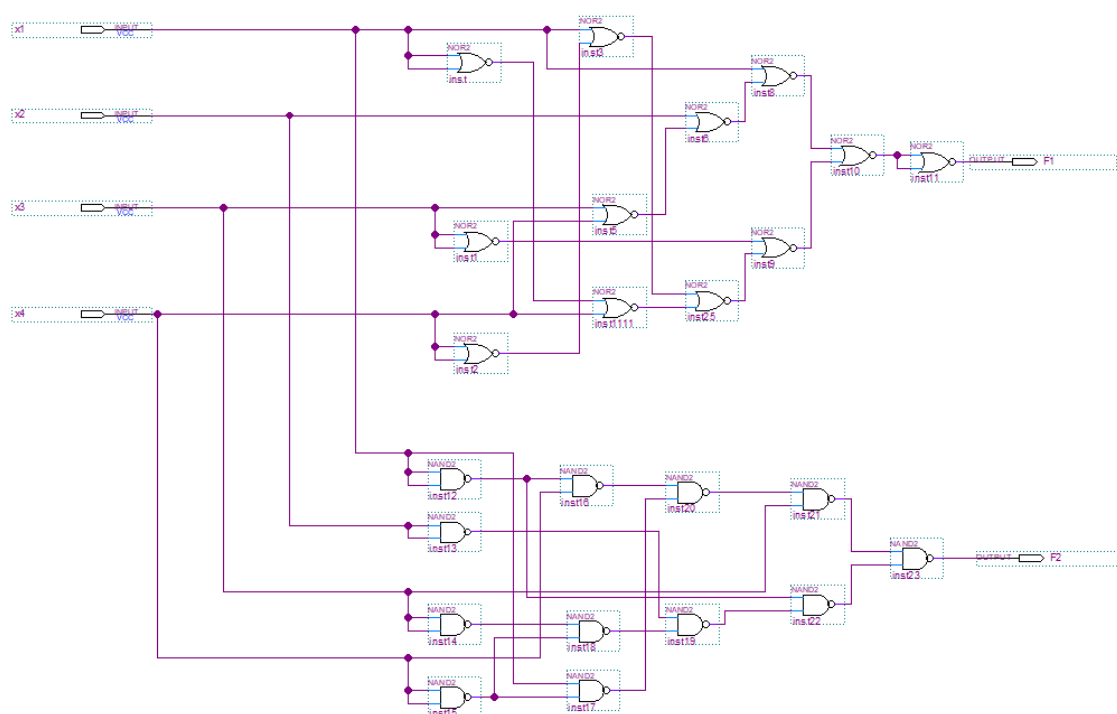 x1 INPUT VCC
NOR2 inst3
NOR2 inst
NOR2 inst8
x2 INPUT VCC
NOR2 inst6
NOR2 inst10
NOR2 inst11
OUTPUT F1
x3 INPUT VCC
NOR2 inst5
NOR2 inst1
NOR2 inst9
x4 INPUT VCC
NOR2 inst1111
NOR2 inst25
NOR2 inst2
NAND2 inst12
NAND2 inst16
NAND2 inst20
NAND2 inst21
NAND2 inst13
NAND2 inst23
OUTPUT F2
NAND2 inst14
NAND2 inst18
NAND2 inst19
NAND2 inst22
NAND2 inst15
NAND2 inst17